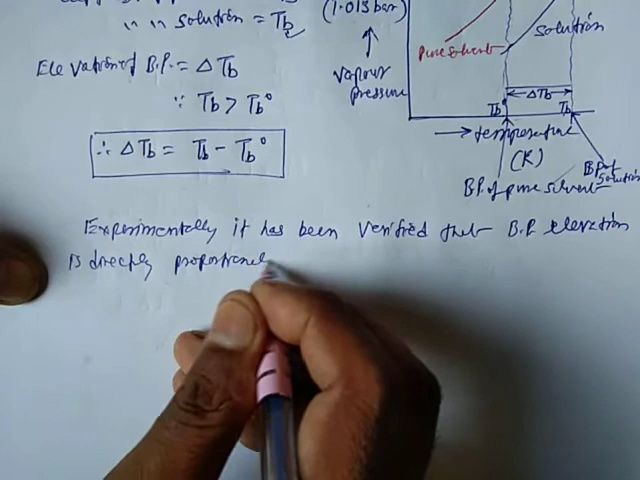 " " solution = Tb
Elevation of B.P. = ΔTb
∵ Tb > Tb°
∴ ΔTb = Tb - Tb°
(1.013 bar)
Vapour
pressure
pure solvent
solution
ΔTb
Tb° Tb
temperature
(K)
B.P. of pure solvent
B.P. of
solution
Experimentally it has been verified that B.P. elevation
is directly proportional